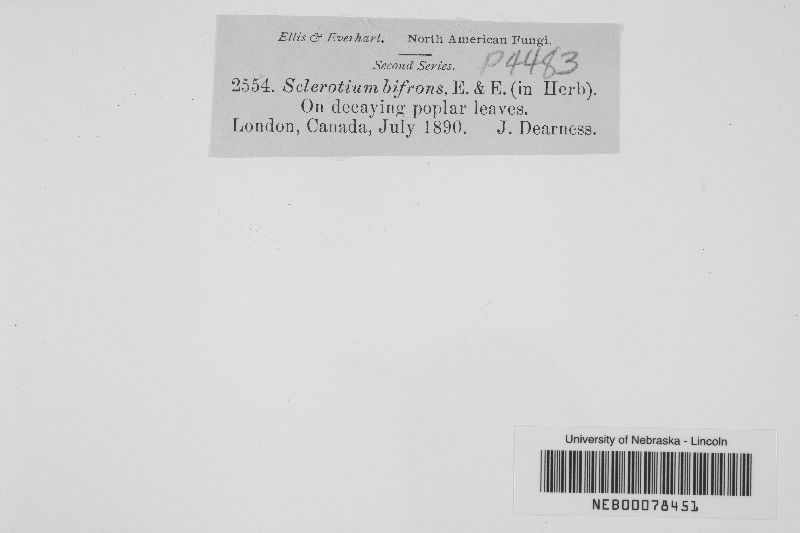 Ellis & Everhart. North American Fungi.
Second Series.
P4483
2554. Sclerotium bifrons, E. & E. (in Herb).
On decaying poplar leaves.
London, Canada, July 1890. J. Dearness.
University of Nebraska - Lincoln
NEB00078451